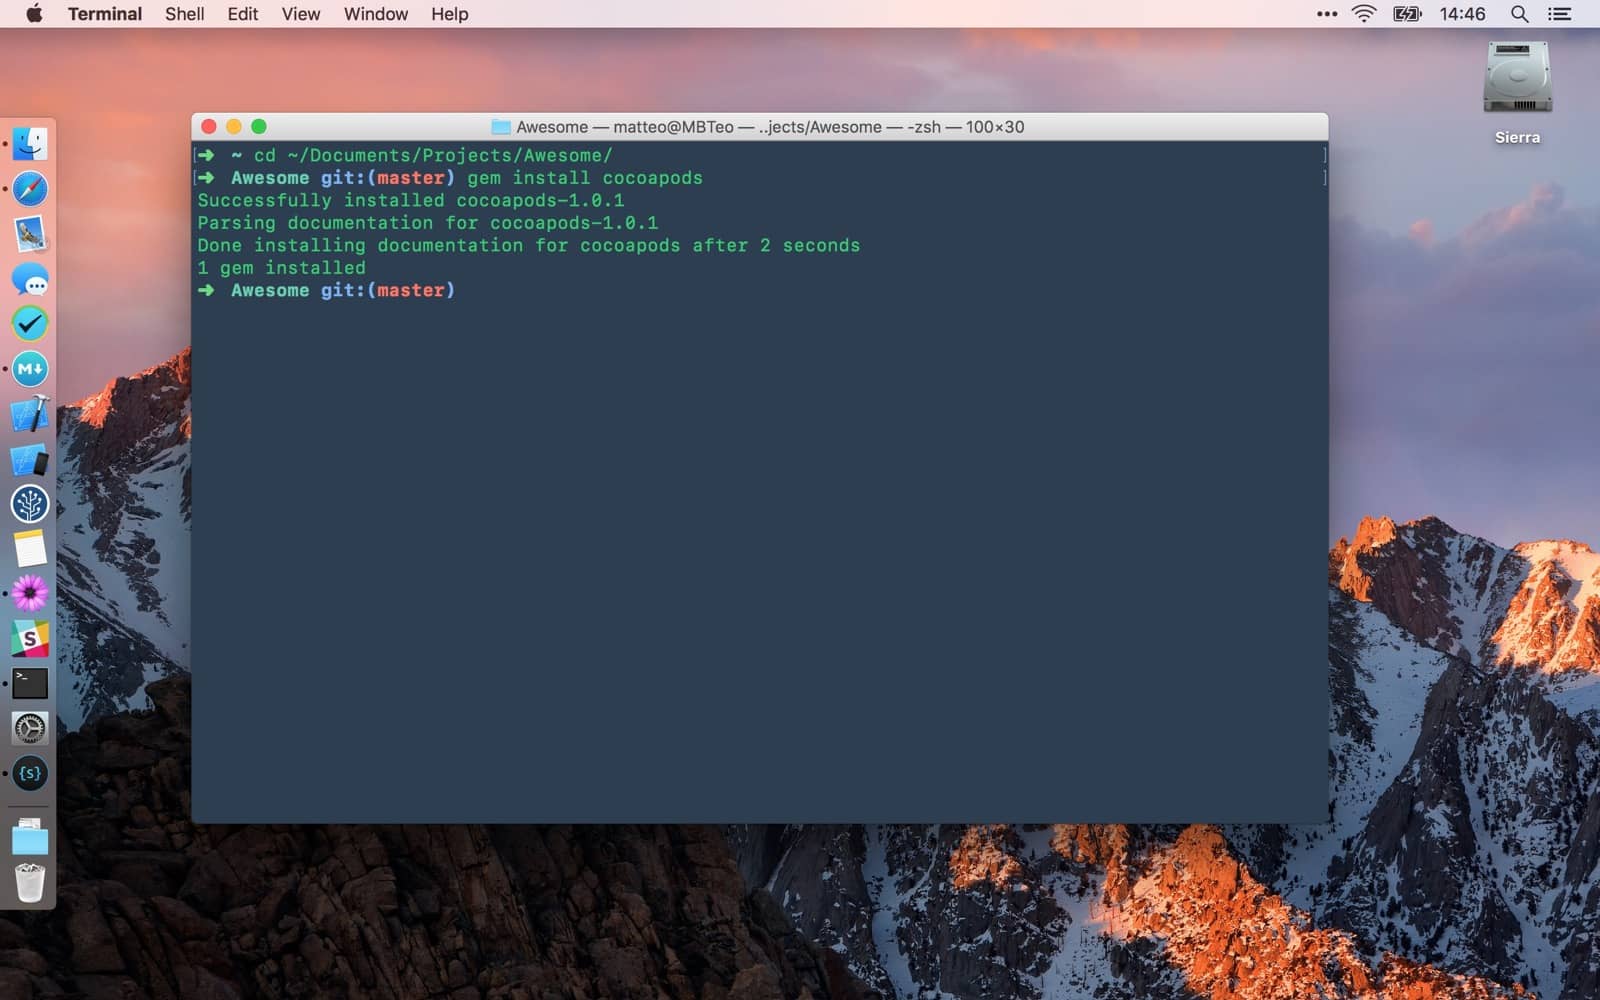 Terminal Shell Edit View Window Help 14:46
Sierra
Awesome — matteo@MBTeo — ..jects/Awesome — -zsh — 100×30
[➜ ~ cd ~/Documents/Projects/Awesome/ ]
[➜ Awesome git:(master) gem install cocoapods ]
Successfully installed cocoapods-1.0.1
Parsing documentation for cocoapods-1.0.1
Done installing documentation for cocoapods after 2 seconds
1 gem installed
➜ Awesome git:(master)
M↓
S
>_
{s}